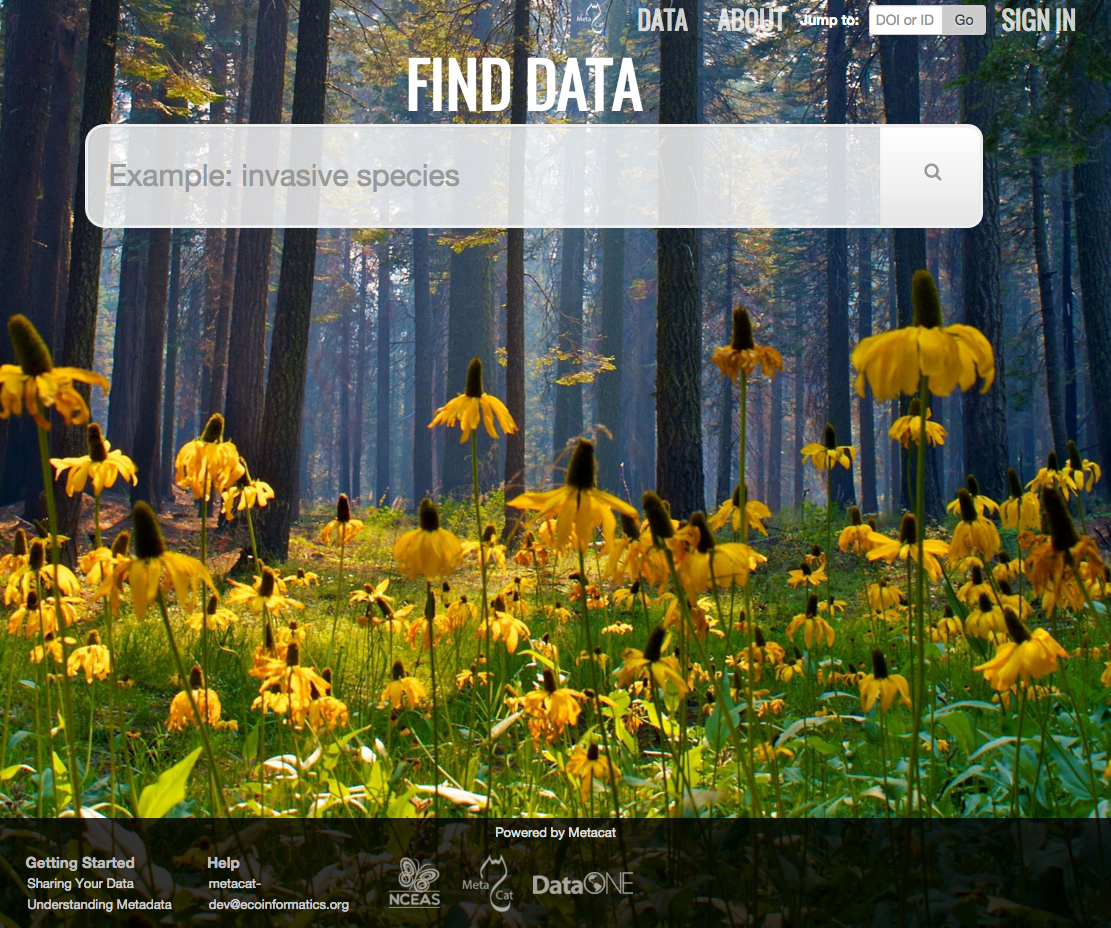 Meta Cat DATA ABOUT Jump to: DOI or ID Go SIGN IN
FIND DATA
Example: invasive species
Powered by Metacat
Getting Started
Sharing Your Data
Understanding Metadata
Help
metacat-
dev@ecoinformatics.org
NCEAS
Meta Cat
DataONE